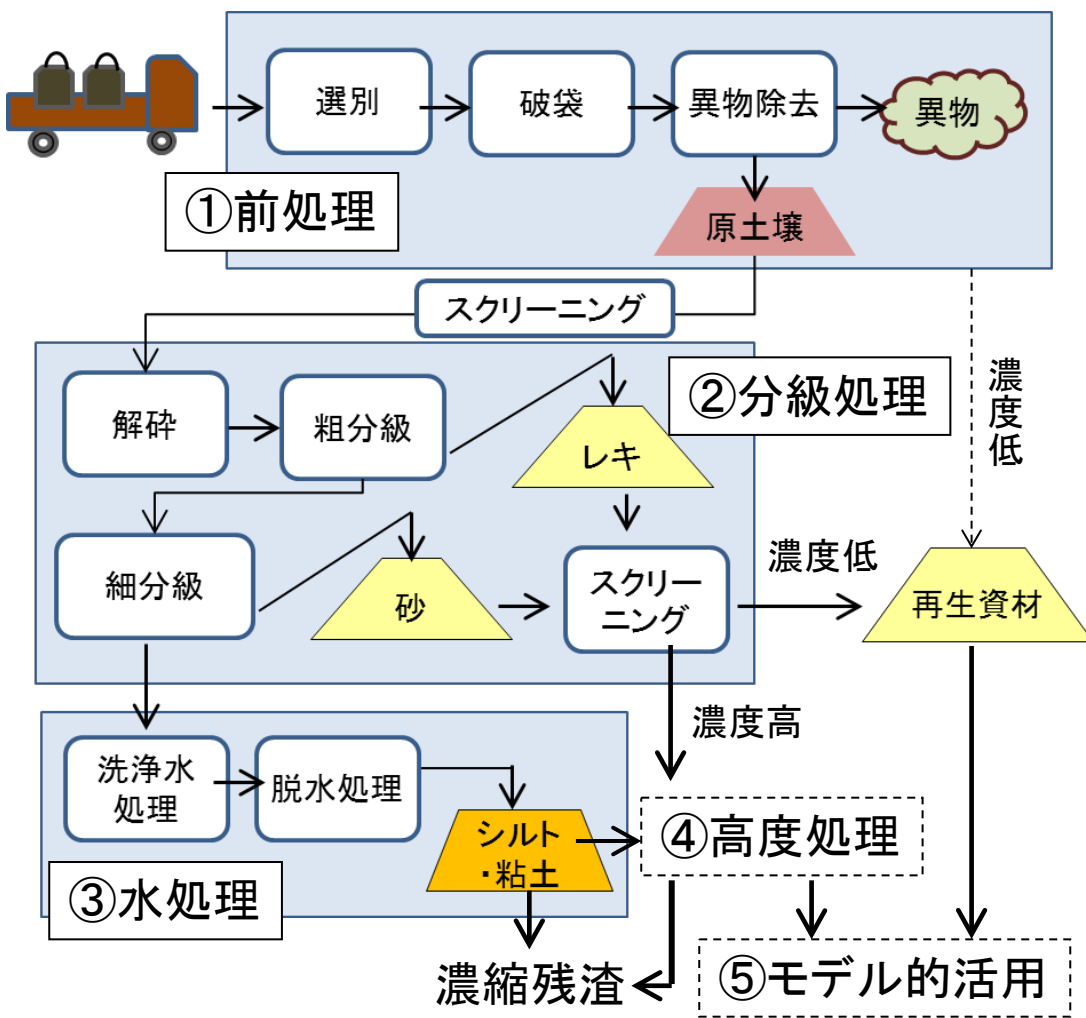 選別
破袋
異物除去
異物
①前処理
原土壌
スクリーニング
解砕
粗分級
レキ
②分級処理
濃度低
細分級
砂
スクリー
ニング
濃度低
再生資材
濃度高
洗浄水
処理
脱水処理
シルト
・粘土
③水処理
④高度処理
濃縮残渣
⑤モデル的活用